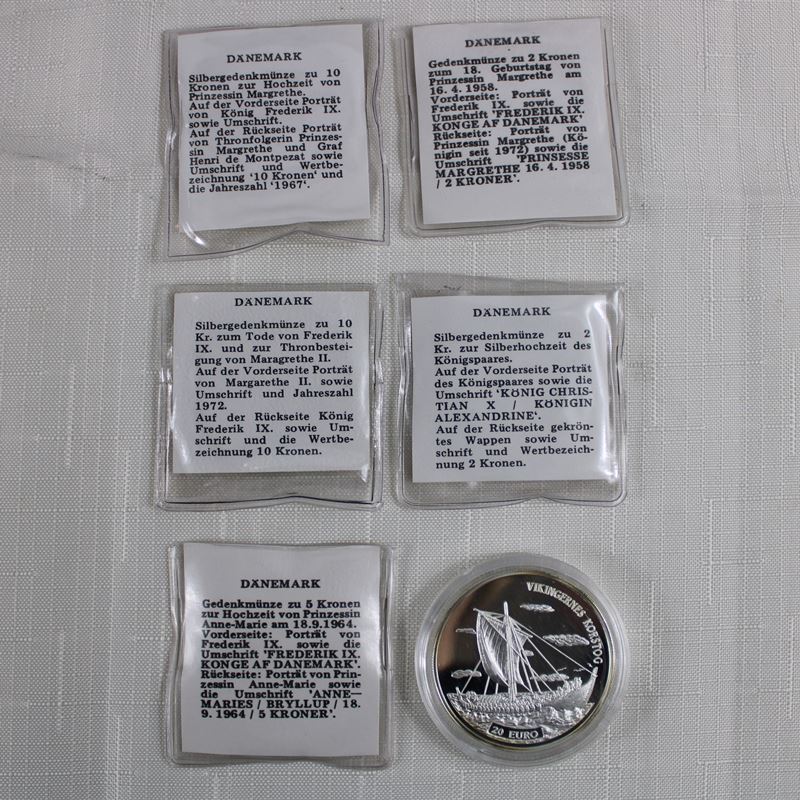 DÄNEMARK
Silbergedenkmünze zu 10
Kronen zur Hochzeit von
Prinzessin Margrethe.
Auf der Vorderseite Porträt
von König Frederik IX.
sowie Umschrift.
Auf der Rückseite Porträt
von Thronfolgerin Prinzes-
sin Margrethe und Graf
Henri de Montpezat sowie
Umschrift und Wertbe-
zeichnung '10 Kronen' und
die Jahreszahl '1967'.
DÄNEMARK
Gedenkmünze zu 2 Kronen
zum 18. Geburtstag von
Prinzessin Margrethe am
16. 4. 1958.
Vorderseite: Porträt von
Frederik IX. sowie die
Umschrift 'FREDERIK IX.
KONGE AF DANEMARK'
Rückseite: Porträt von
Prinzessin Margrethe (Kö-
nigin seit 1972) sowie die
Umschrift 'PRINSESSE
MARGRETHE 16. 4. 1958
/ 2 KRONER'.
DÄNEMARK
Silbergedenkmünze zu 10
Kr. zum Tode von Frederik
IX. und zur Thronbestei-
gung von Maragrethe II.
Auf der Vorderseite Porträt
von Margarethe II. sowie
Umschrift und Jahreszahl
1972.
Auf der Rückseite König
Frederik IX. sowie Um-
schrift und die Wertbe-
zeichnung 10 Kronen.
DÄNEMARK
Silbergedenkmünze zu 2
Kr. zur Silberhochzeit des
Königspaares.
Auf der Vorderseite Porträt
des Königspaares sowie die
Umschrift 'KÖNIG CHRIS-
TIAN X / KÖNIGIN
ALEXANDRINE'.
Auf der Rückseite gekrön-
tes Wappen sowie Um-
schrift und Wertbezeich-
nung 2 Kronen.
DÄNEMARK
Gedenkmünze zu 5 Kronen
zur Hochzeit von Prinzessin
Anne-Marie am 18.9.1964.
Vorderseite: Porträt von
Frederik IX. sowie die
Umschrift 'FREDERIK IX.
KONGE AF DANEMARK'.
Rückseite: Porträt von Prin-
zessin Anne-Marie sowie
die Umschrift 'ANNE—
MARIES / BRYLLUP / 18.
9. 1964 / 5 KRONER'.
VIKINGERNES KORSTOG
20 EURO